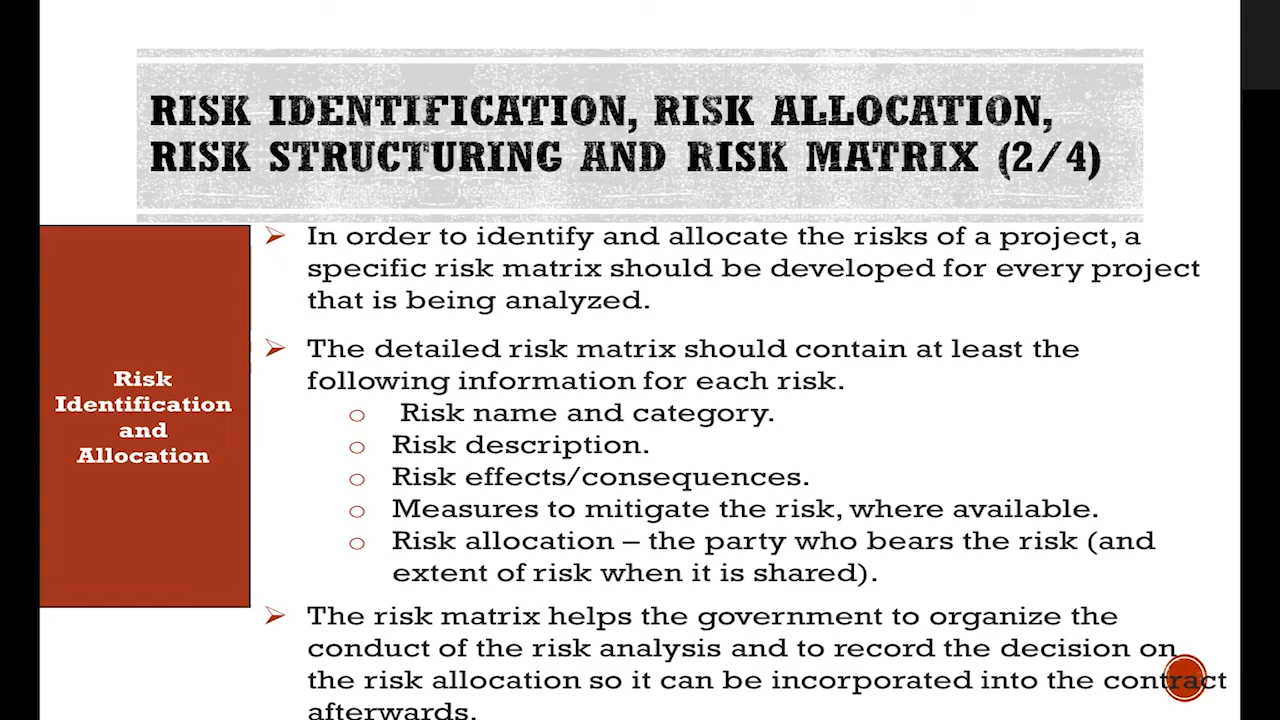 RISK IDENTIFICATION, RISK ALLOCATION,
RISK STRUCTURING AND RISK MATRIX (2/4)
Risk
Identification
and
Allocation
In order to identify and allocate the risks of a project, a
specific risk matrix should be developed for every project
that is being analyzed.
The detailed risk matrix should contain at least the
following information for each risk.
Risk name and category.
Risk description.
Risk effects/consequences.
Measures to mitigate the risk, where available.
Risk allocation – the party who bears the risk (and
extent of risk when it is shared).
The risk matrix helps the government to organize the
conduct of the risk analysis and to record the decision on
the risk allocation so it can be incorporated into the contract
afterwards.